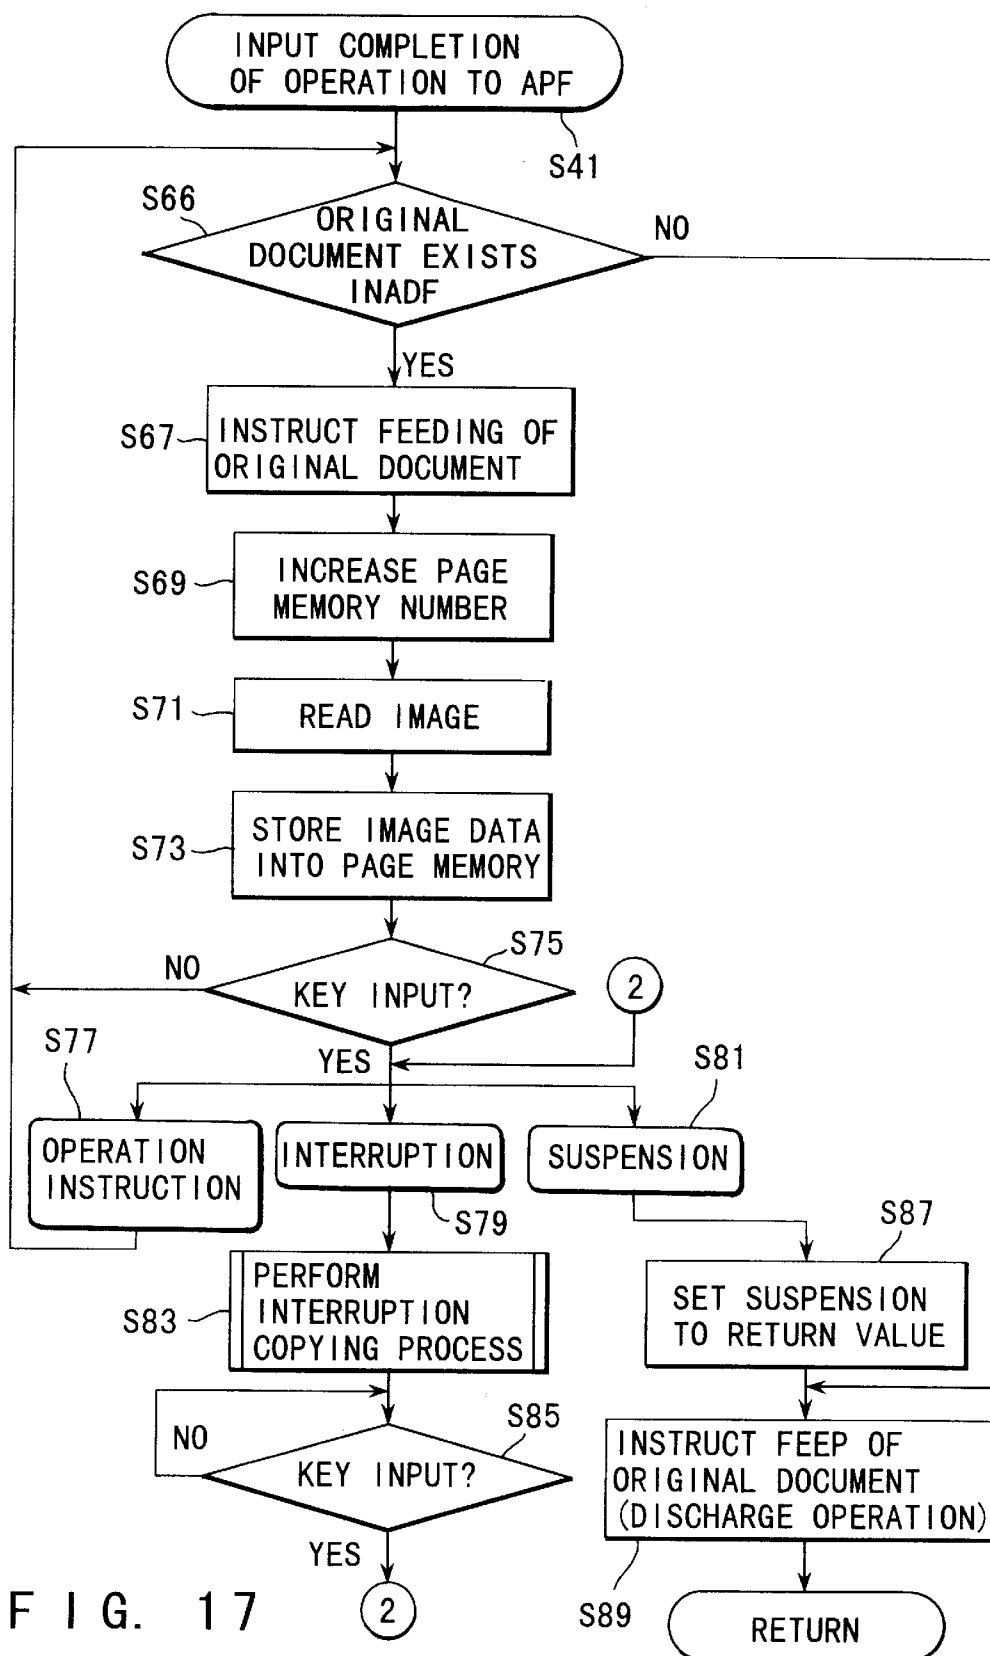 INPUT COMPLETION
OF OPERATION TO APF
S41
S66
ORIGINAL
DOCUMENT EXISTS
INADF
NO
YES
S67
INSTRUCT FEEDING OF
ORIGINAL DOCUMENT
S69
INCREASE PAGE
MEMORY NUMBER
S71
READ IMAGE
S73
STORE IMAGE DATA
INTO PAGE MEMORY
S75
NO
KEY INPUT?
2
YES
S77
S81
OPERATION
INSTRUCTION
INTERRUPTION
SUSPENSION
S79
S87
S83
PERFORM
INTERRUPTION
COPYING PROCESS
SET SUSPENSION
TO RETURN VALUE
NO
S85
KEY INPUT?
INSTRUCT FEEP OF
ORIGINAL DOCUMENT
(DISCHARGE OPERATION)
YES
2
S89
RETURN
FIG. 17